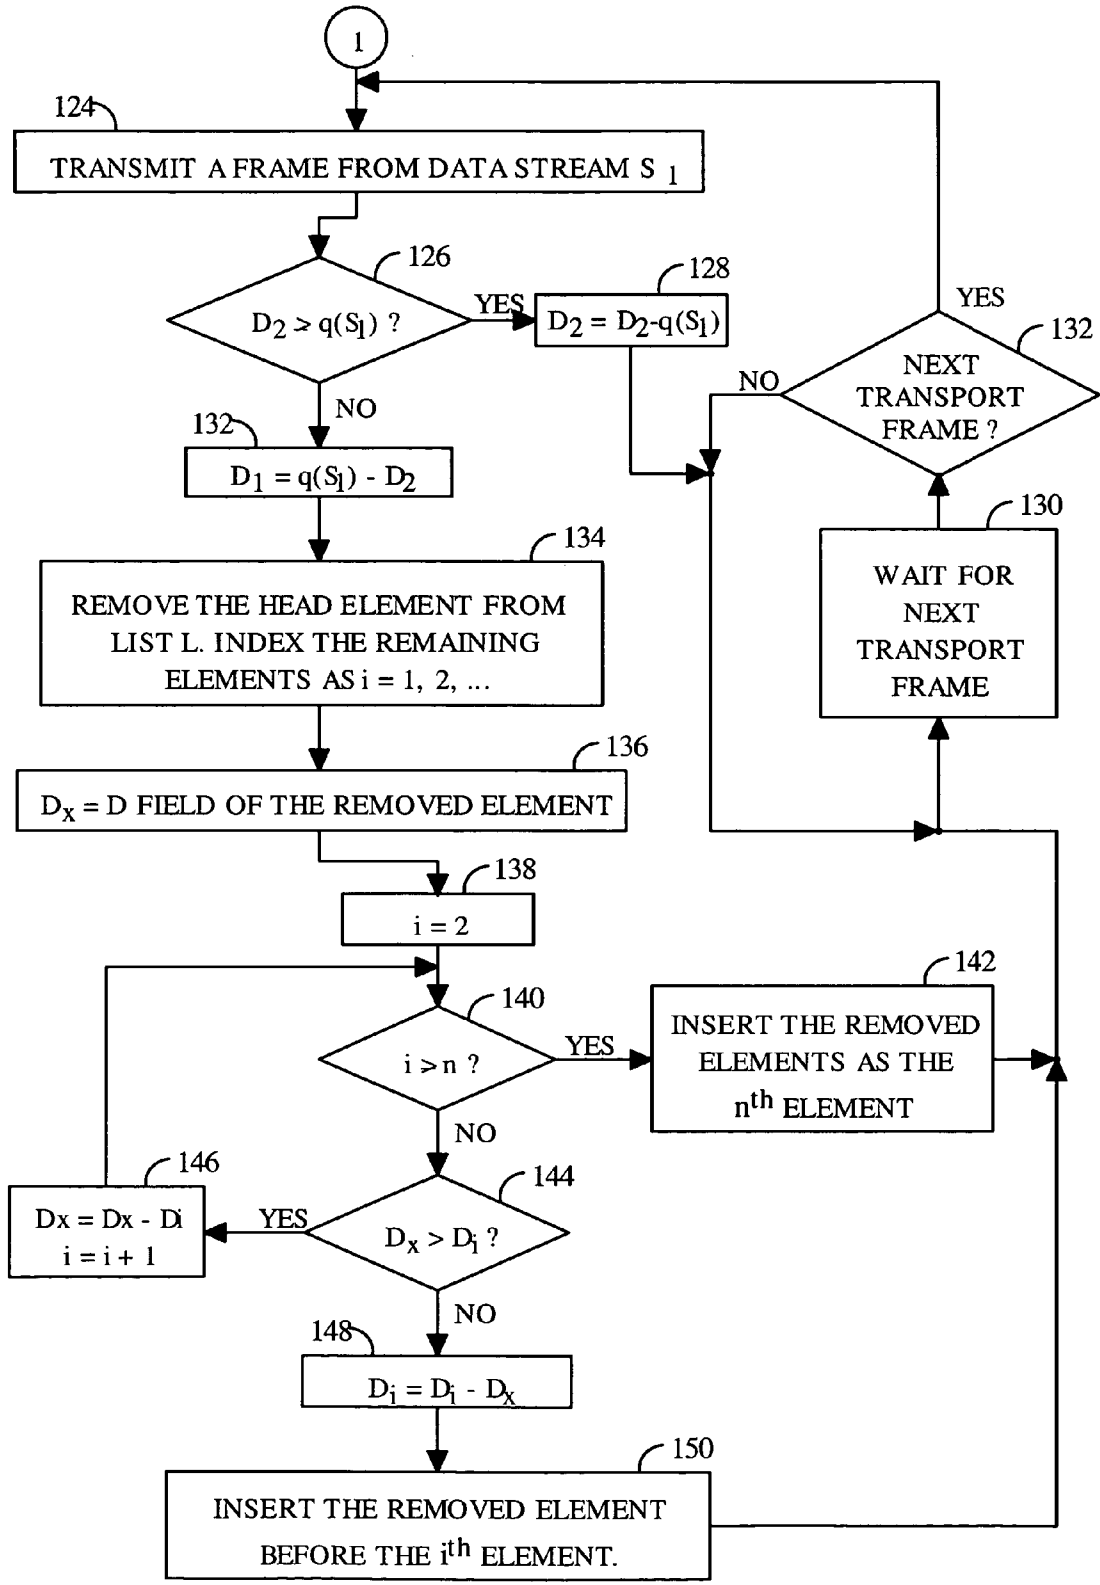 1
124
TRANSMIT A FRAME FROM DATA STREAM S 1
126
D2 > q(S1) ?
YES
128
D2 = D2-q(S1)
NO
132
D1 = q(S1) - D2
134
REMOVE THE HEAD ELEMENT FROM
LIST L. INDEX THE REMAINING
ELEMENTS AS i = 1, 2, ...
136
Dx = D FIELD OF THE REMOVED ELEMENT
138
i = 2
140
i > n ?
YES
142
INSERT THE REMOVED
ELEMENTS AS THE
nth ELEMENT
NO
144
Dx > Di ?
YES
146
Dx = Dx - Di
i = i + 1
NO
148
Di = Di - Dx
150
INSERT THE REMOVED ELEMENT
BEFORE THE ith ELEMENT.
YES
132
NEXT
TRANSPORT
FRAME ?
NO
130
WAIT FOR
NEXT
TRANSPORT
FRAME